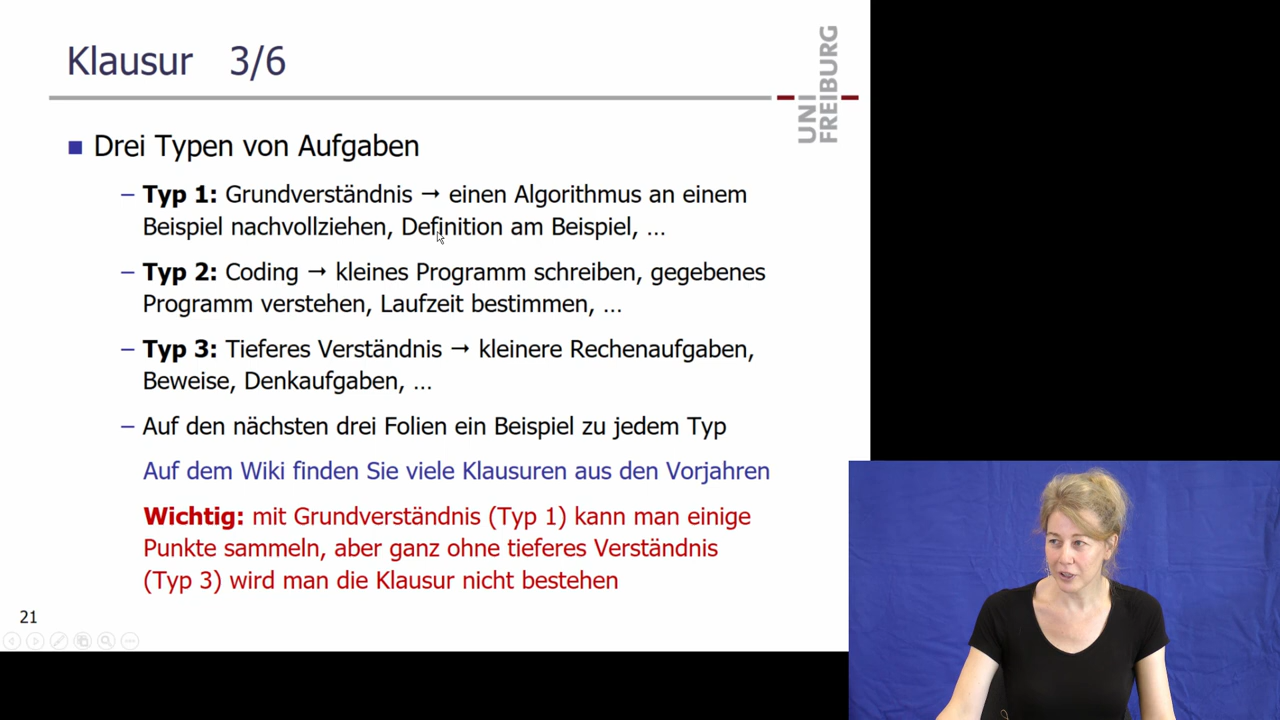 Klausur 3/6
UNI
FREIBURG
Drei Typen von Aufgaben
– Typ 1: Grundverständnis → einen Algorithmus an einem
Beispiel nachvollziehen, Definition am Beispiel, ...
– Typ 2: Coding → kleines Programm schreiben, gegebenes
Programm verstehen, Laufzeit bestimmen, ...
– Typ 3: Tieferes Verständnis → kleinere Rechenaufgaben,
Beweise, Denkaufgaben, ...
– Auf den nächsten drei Folien ein Beispiel zu jedem Typ
Auf dem Wiki finden Sie viele Klausuren aus den Vorjahren
Wichtig: mit Grundverständnis (Typ 1) kann man einige
Punkte sammeln, aber ganz ohne tieferes Verständnis
(Typ 3) wird man die Klausur nicht bestehen
21